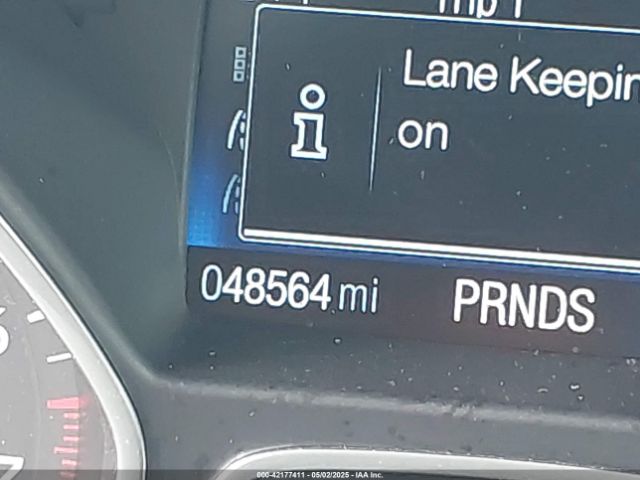 Lane Keepin
on
048564 mi
PRNDS
000-42177411 - 05/02/2025 - IAA Inc.